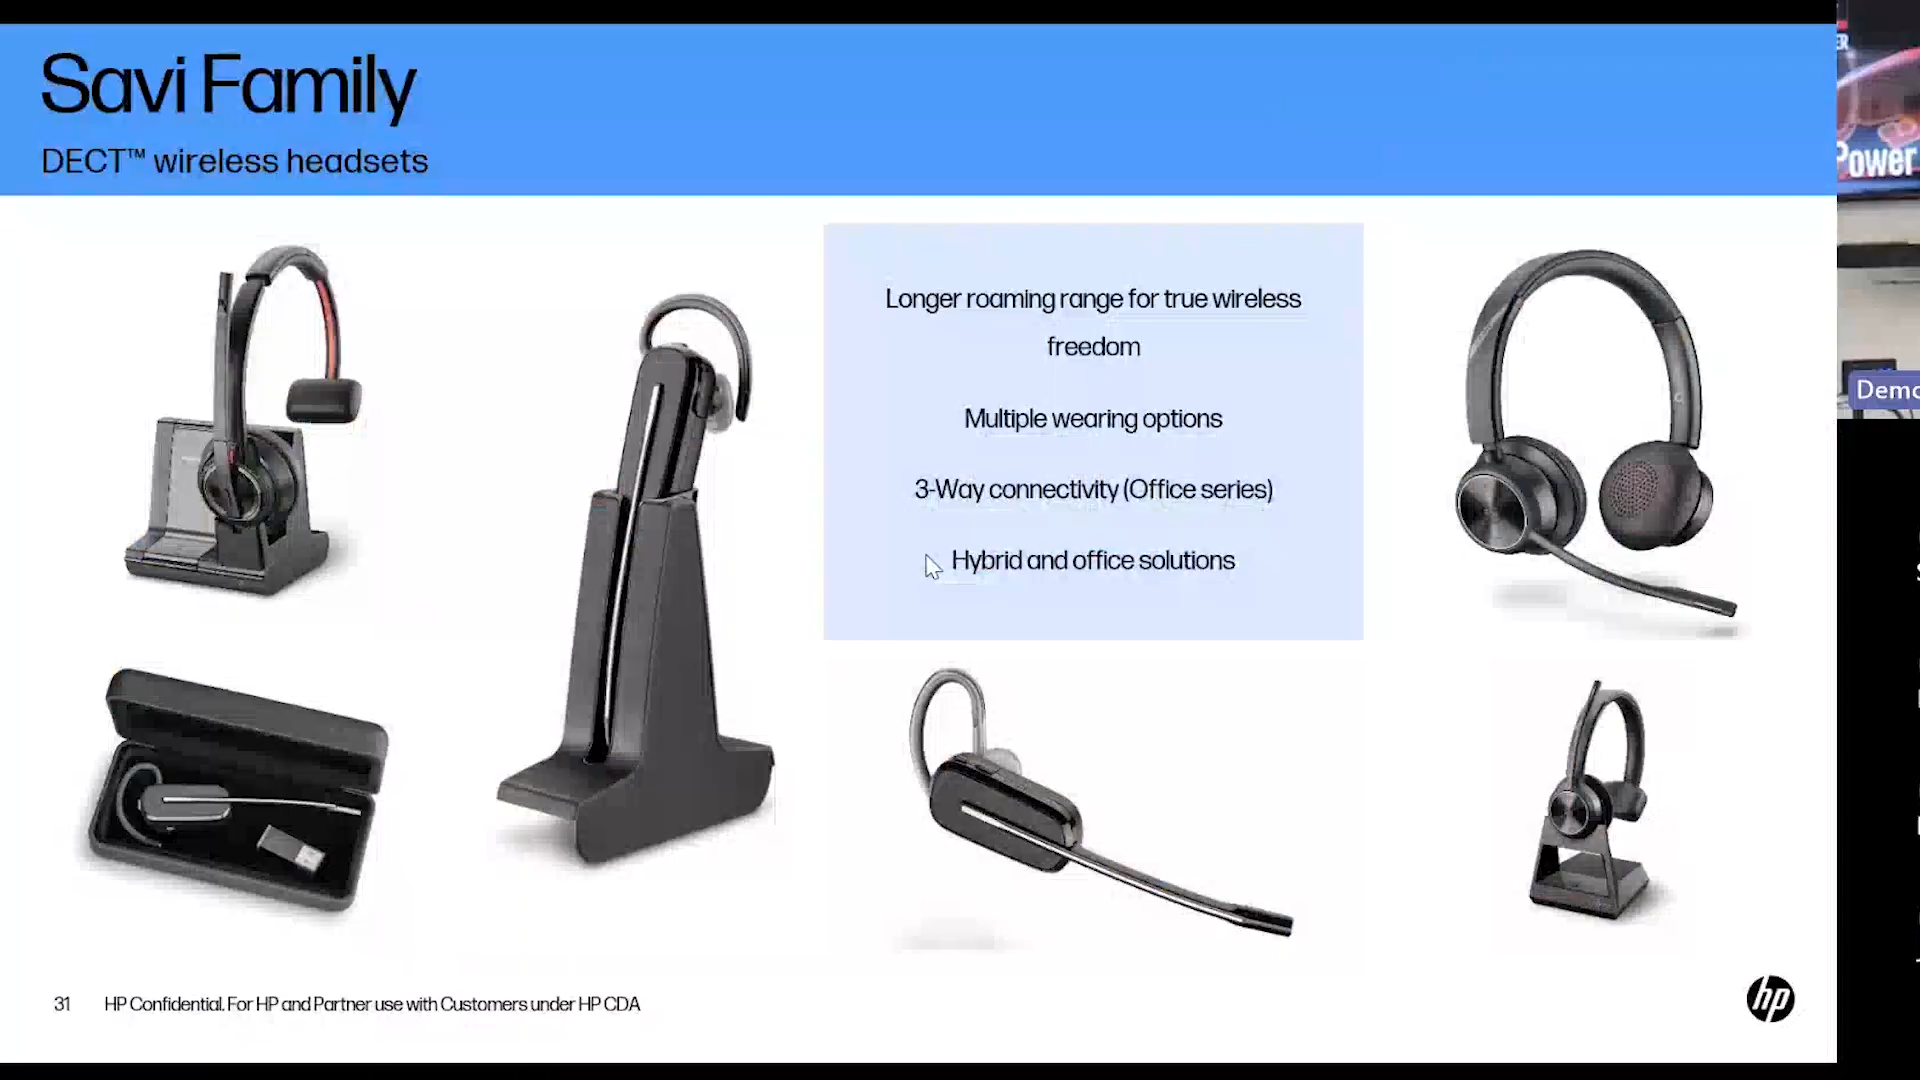 Savi Family
DECT™ wireless headsets
Longer roaming range for true wireless
freedom
Multiple wearing options
3-Way connectivity (Office series)
Hybrid and office solutions
31 HP Confidential. For HP and Partner use with Customers under HP CDA
hp
Power